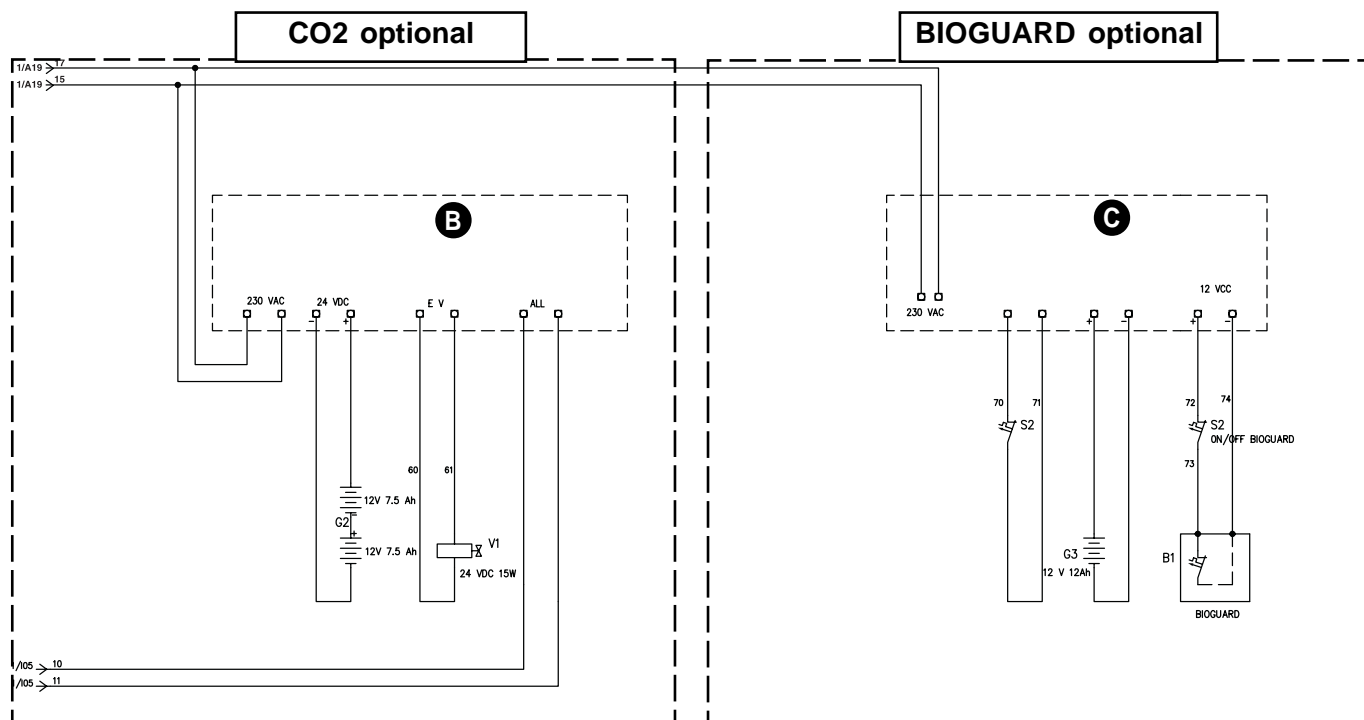 CO2 optional
BIOGUARD optional
1/A19 17
1/A19 15
B
C
230 VAC
24 VDC
E V
ALL
- +
230 VAC
12 VCC
+ -
+ -
60
61
12V 7.5 Ah
-
G2
+
12V 7.5 Ah
V1
24 VDC 15W
70
71
S2
72
74
S2
ON/OFF BIOGUARD
73
G3
12 V 12Ah
B1
BIOGUARD
/I05 10
/I05 11